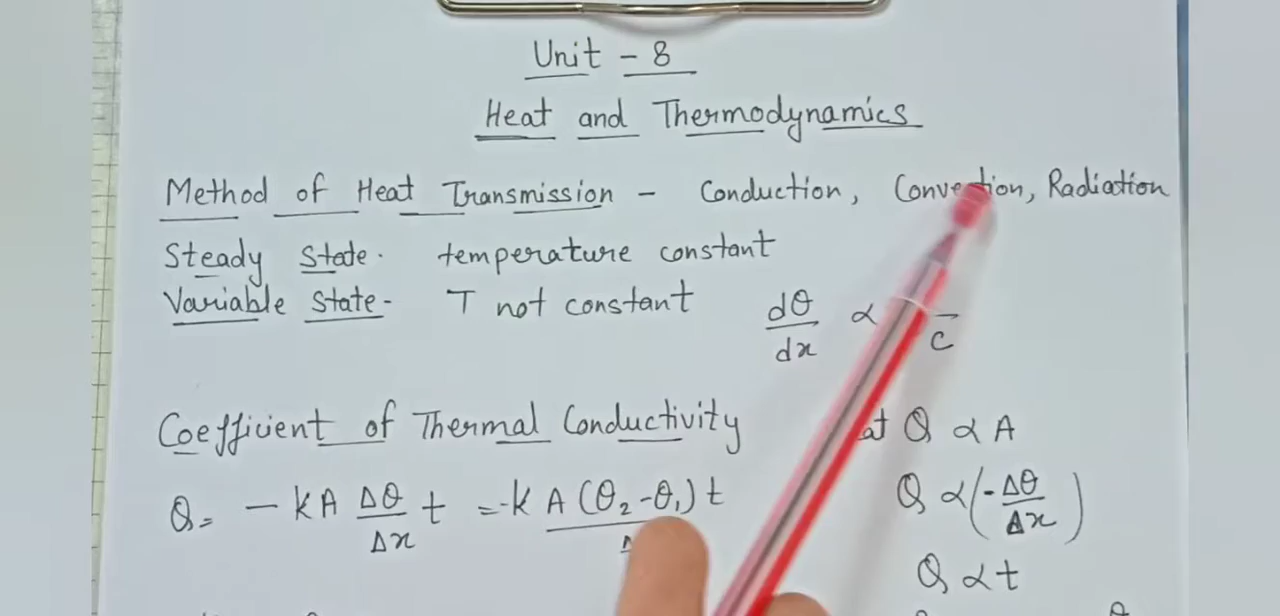 Unit - 8
Heat and Thermodynamics
Method of Heat Transmission - Conduction, Convection, Radiation
Steady State. temperature constant
Variable State - T not constant dθ/dx ∝ /c
Coefficient of Thermal Conductivity at Q ∝ A
Q = - KA Δθ/Δx t = -K A (θ₂ - θ₁) t
Q ∝ (-Δθ/Δx)
Q ∝ t